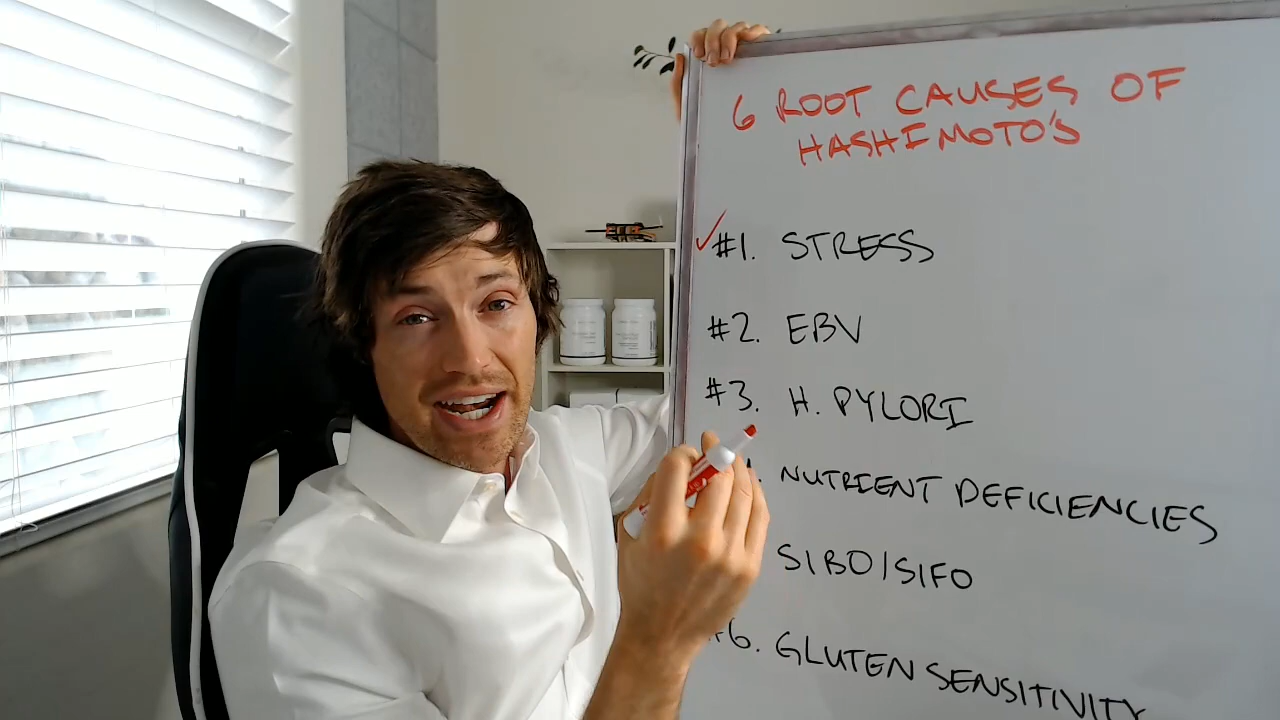 6 ROOT CAUSES OF
HASHIMOTO'S
#1. STRESS
#2. EBV
#3. H. PYLORI
. NUTRIENT DEFICIENCIES
SIBO/SIFO
#6. GLUTEN SENSITIVITY